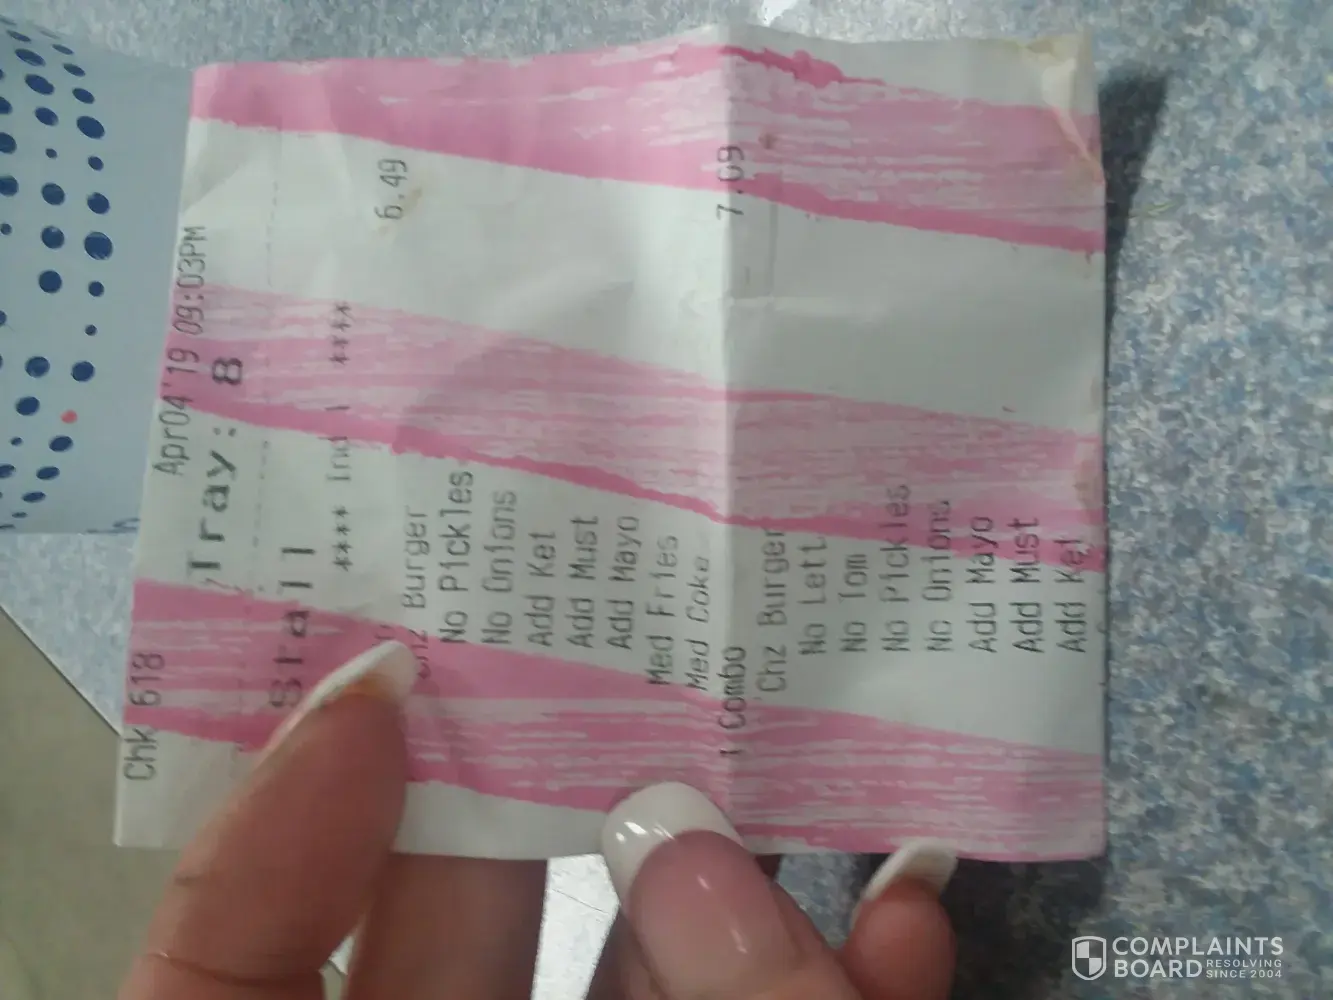 Chk 618 Apr04'19 09:03PM
Tray: 8
Stall
**** Ind 1 ****
6.49
Chz Burger
No Pickles
No Onions
Add Ket
Add Must
Add Mayo
Med Fries
Med Coke
1 Combo 7.09
Chz Burger
No Lett
No Tom
No Pickles
No Onions
Add Mayo
Add Must
Add Ket
COMPLAINTS
BOARD RESOLVING
SINCE 2004